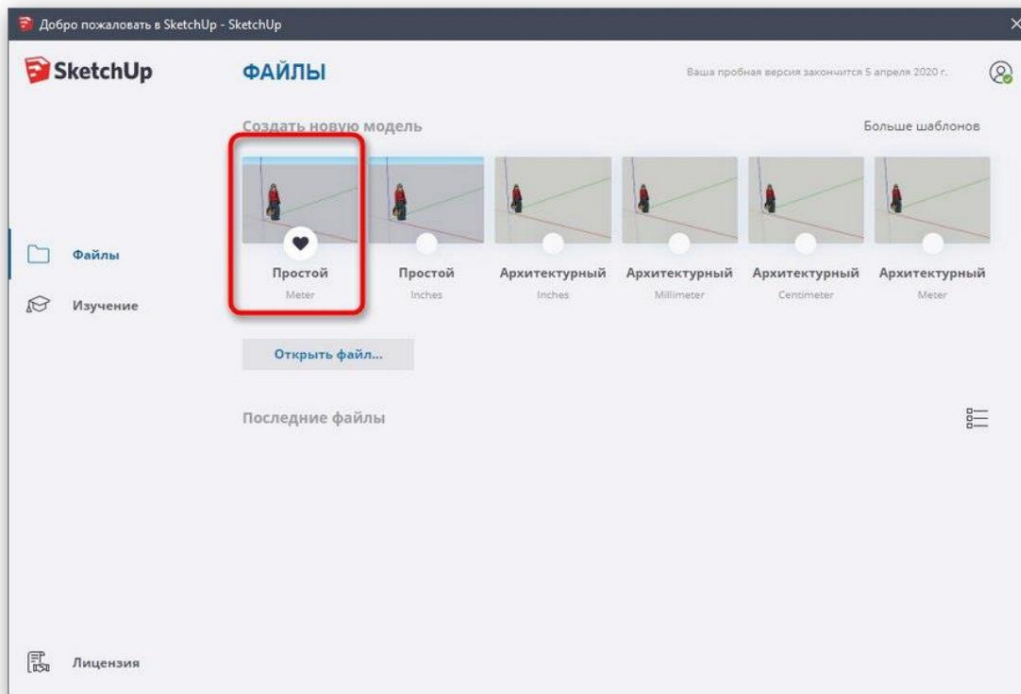 Добро пожаловать в SketchUp - SketchUp
SketchUp
ФАЙЛЫ
Ваша пробная версия закончится 5 апреля 2020 г.
Создать новую модель
Больше шаблонов
Простой
Meter
Простой
Inches
Архитектурный
Inches
Архитектурный
Millimeter
Архитектурный
Centimeter
Архитектурный
Meter
Файлы
Изучение
Открыть файл...
Последние файлы
Лицензия